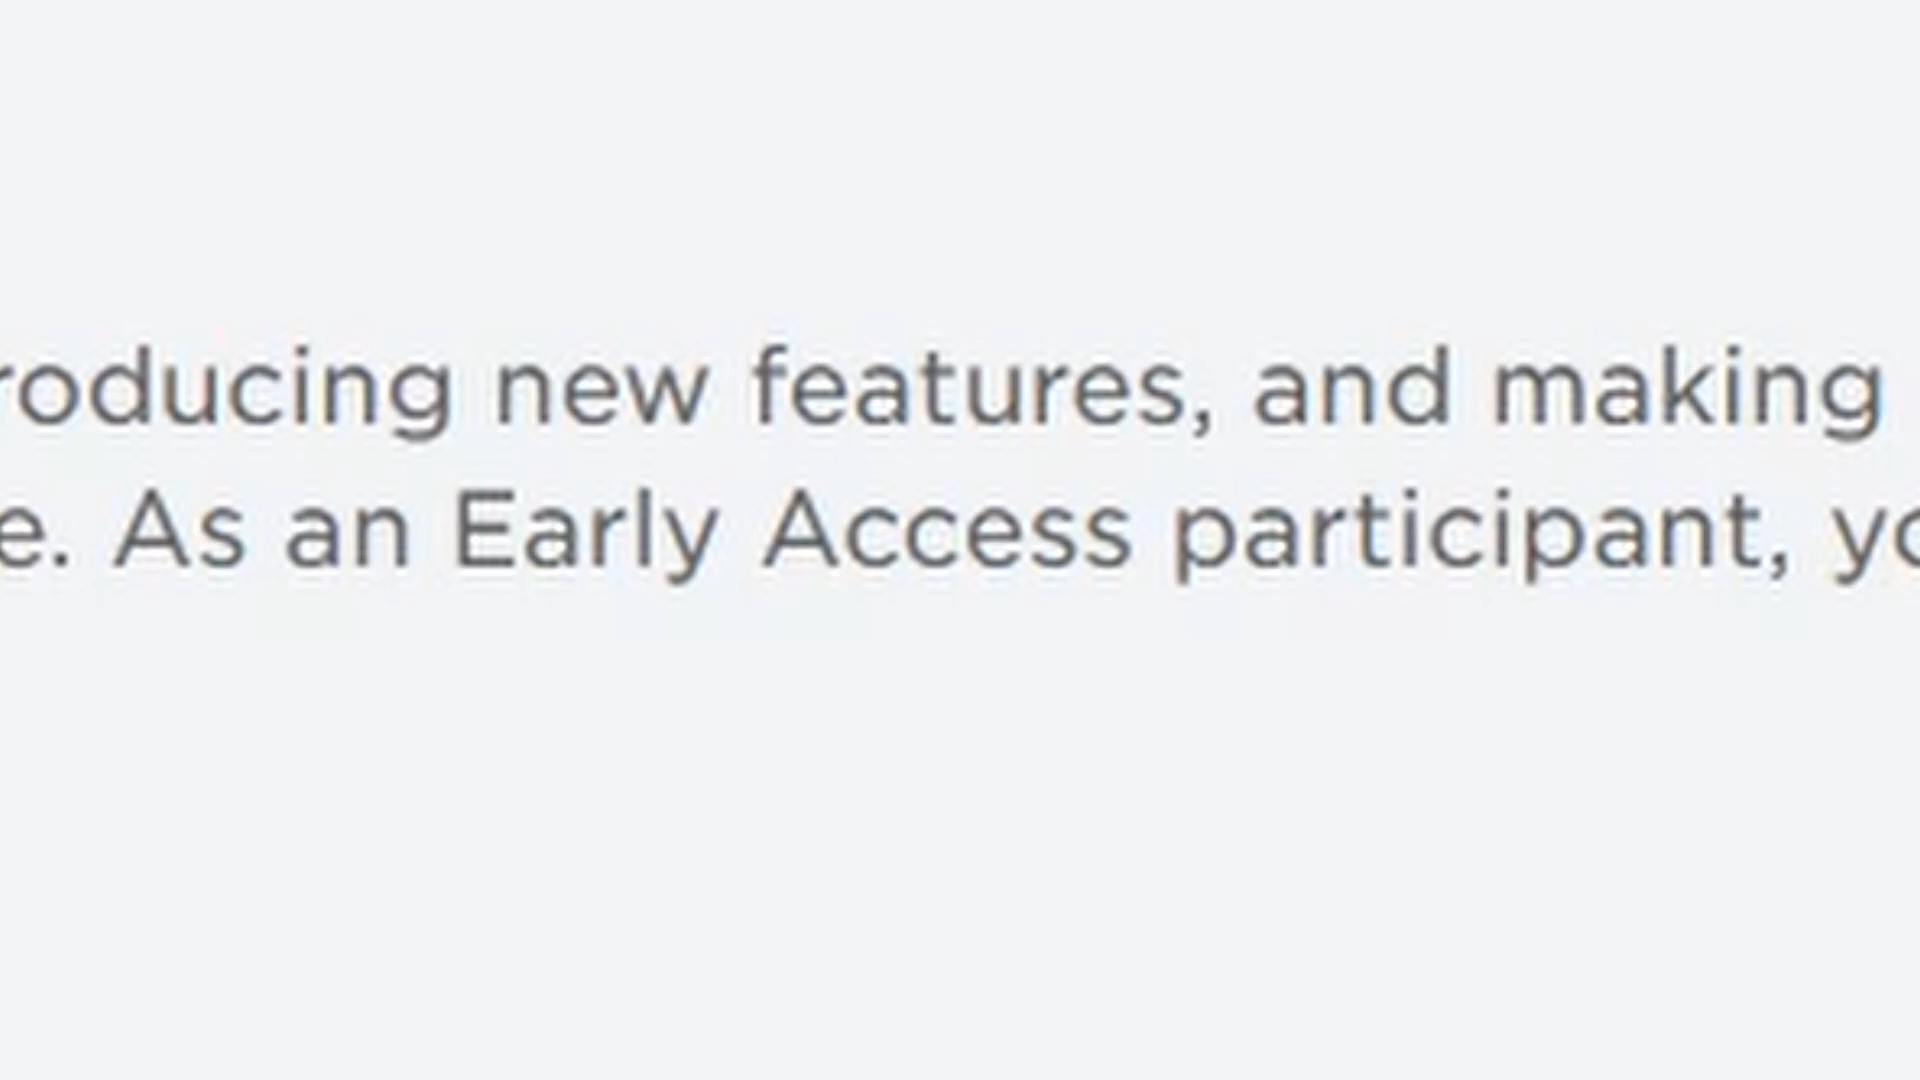 roducing new features, and making
e. As an Early Access participant, yo